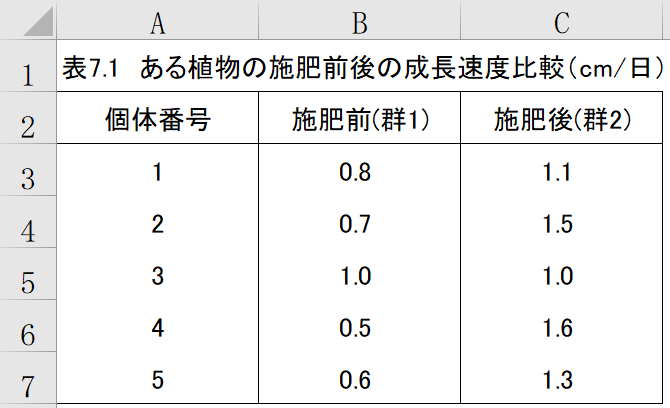 A B C
1 表7.1 ある植物の施肥前後の成長速度比較(cm/日)
2 個体番号 施肥前(群1) 施肥後(群2)
3 1 0.8 1.1
4 2 0.7 1.5
5 3 1.0 1.0
6 4 0.5 1.6
7 5 0.6 1.3